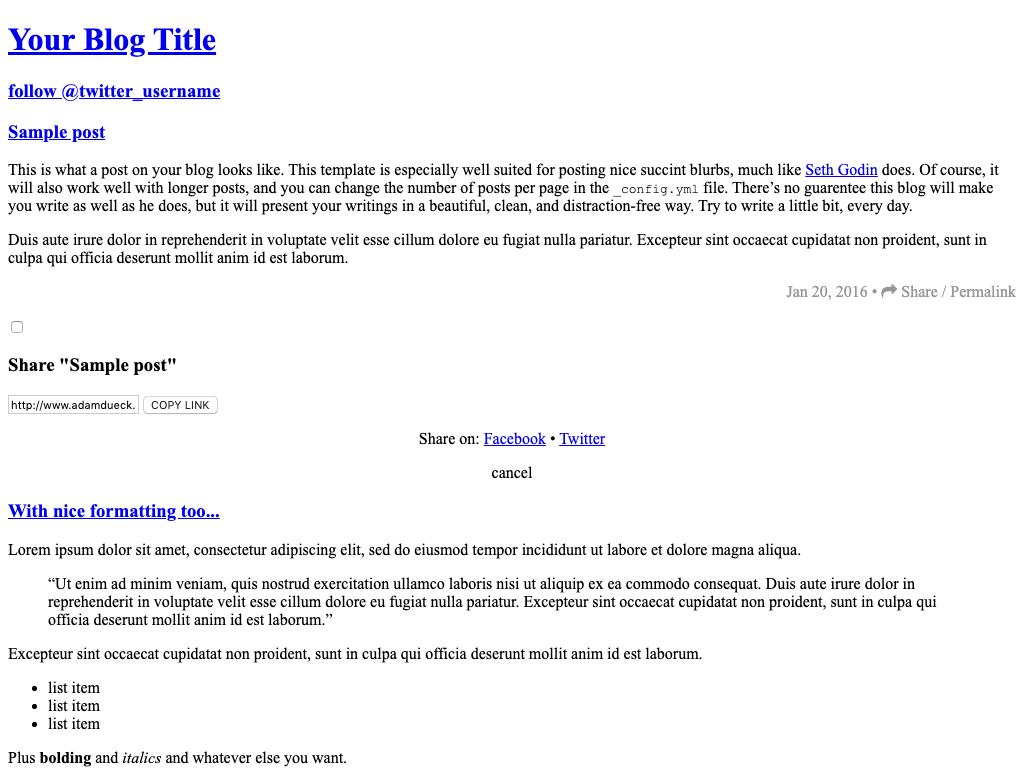 Your Blog Title
follow @twitter_username
Sample post
This is what a post on your blog looks like. This template is especially well suited for posting nice succint blurbs, much like Seth Godin does. Of course, it
will also work well with longer posts, and you can change the number of posts per page in the _config.yml file. There’s no guarentee this blog will make
you write as well as he does, but it will present your writings in a beautiful, clean, and distraction-free way. Try to write a little bit, every day.
Duis aute irure dolor in reprehenderit in voluptate velit esse cillum dolore eu fugiat nulla pariatur. Excepteur sint occaecat cupidatat non proident, sunt in
culpa qui officia deserunt mollit anim id est laborum.
Jan 20, 2016 • Share / Permalink
Share "Sample post"
http://www.adamdueck. COPY LINK
Share on: Facebook • Twitter
cancel
With nice formatting too...
Lorem ipsum dolor sit amet, consectetur adipiscing elit, sed do eiusmod tempor incididunt ut labore et dolore magna aliqua.
“Ut enim ad minim veniam, quis nostrud exercitation ullamco laboris nisi ut aliquip ex ea commodo consequat. Duis aute irure dolor in
reprehenderit in voluptate velit esse cillum dolore eu fugiat nulla pariatur. Excepteur sint occaecat cupidatat non proident, sunt in culpa qui
officia deserunt mollit anim id est laborum.”
Excepteur sint occaecat cupidatat non proident, sunt in culpa qui officia deserunt mollit anim id est laborum.
• list item
• list item
• list item
Plus bolding and italics and whatever else you want.